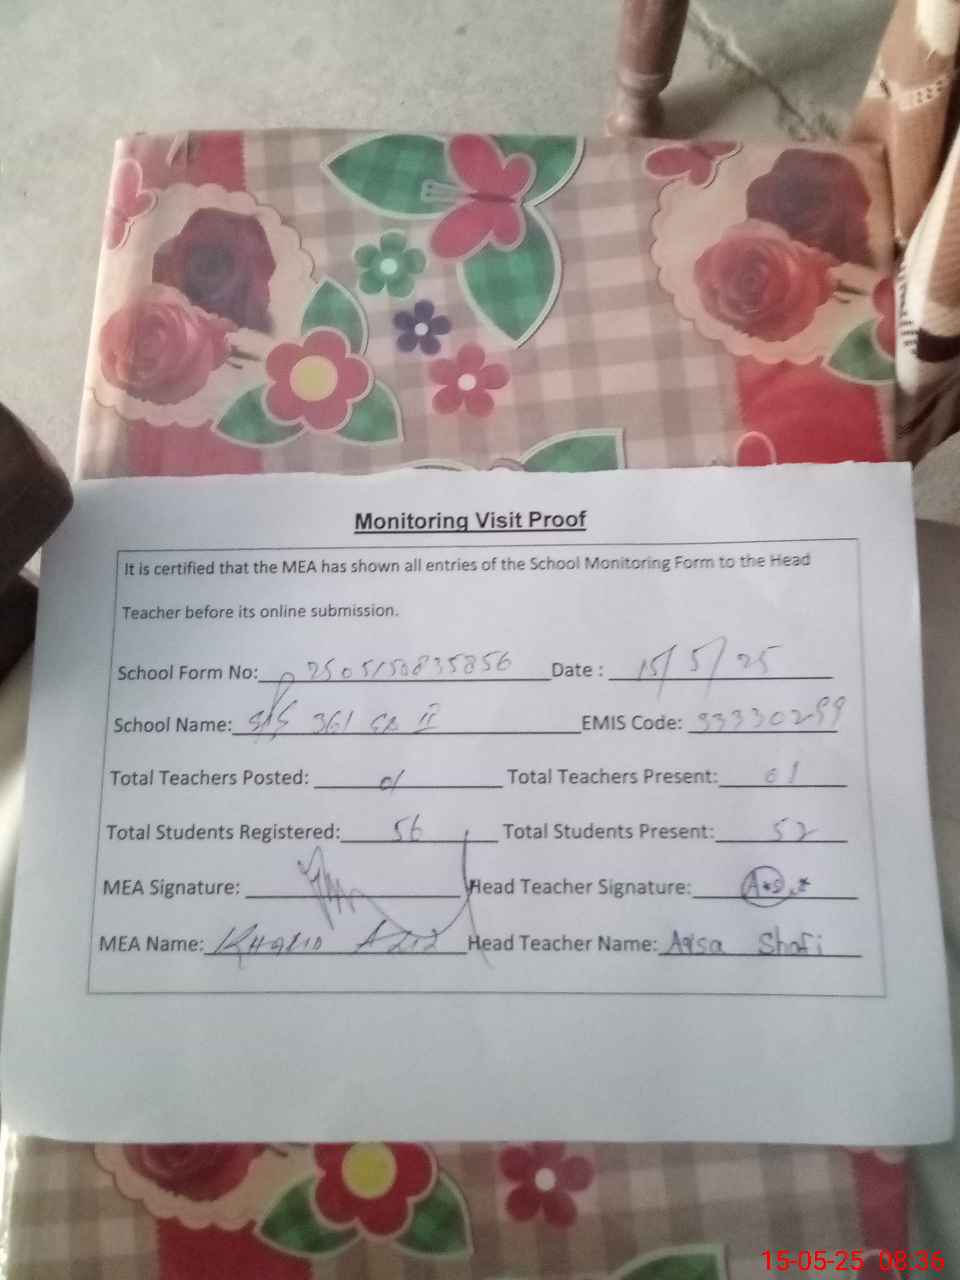 Monitoring Visit Proof
It is certified that the MEA has shown all entries of the School Monitoring Form to the Head
Teacher before its online submission.
School Form No: 2505150835856 Date : 15/5/25
School Name: 361 GB II EMIS Code: 33330299
Total Teachers Posted: 01 Total Teachers Present: 01
Total Students Registered: 56 Total Students Present: 52
MEA Signature: Head Teacher Signature:
MEA Name: Khalid Aziz Head Teacher Name: Aqsa Shafi
15-05-25 08:36